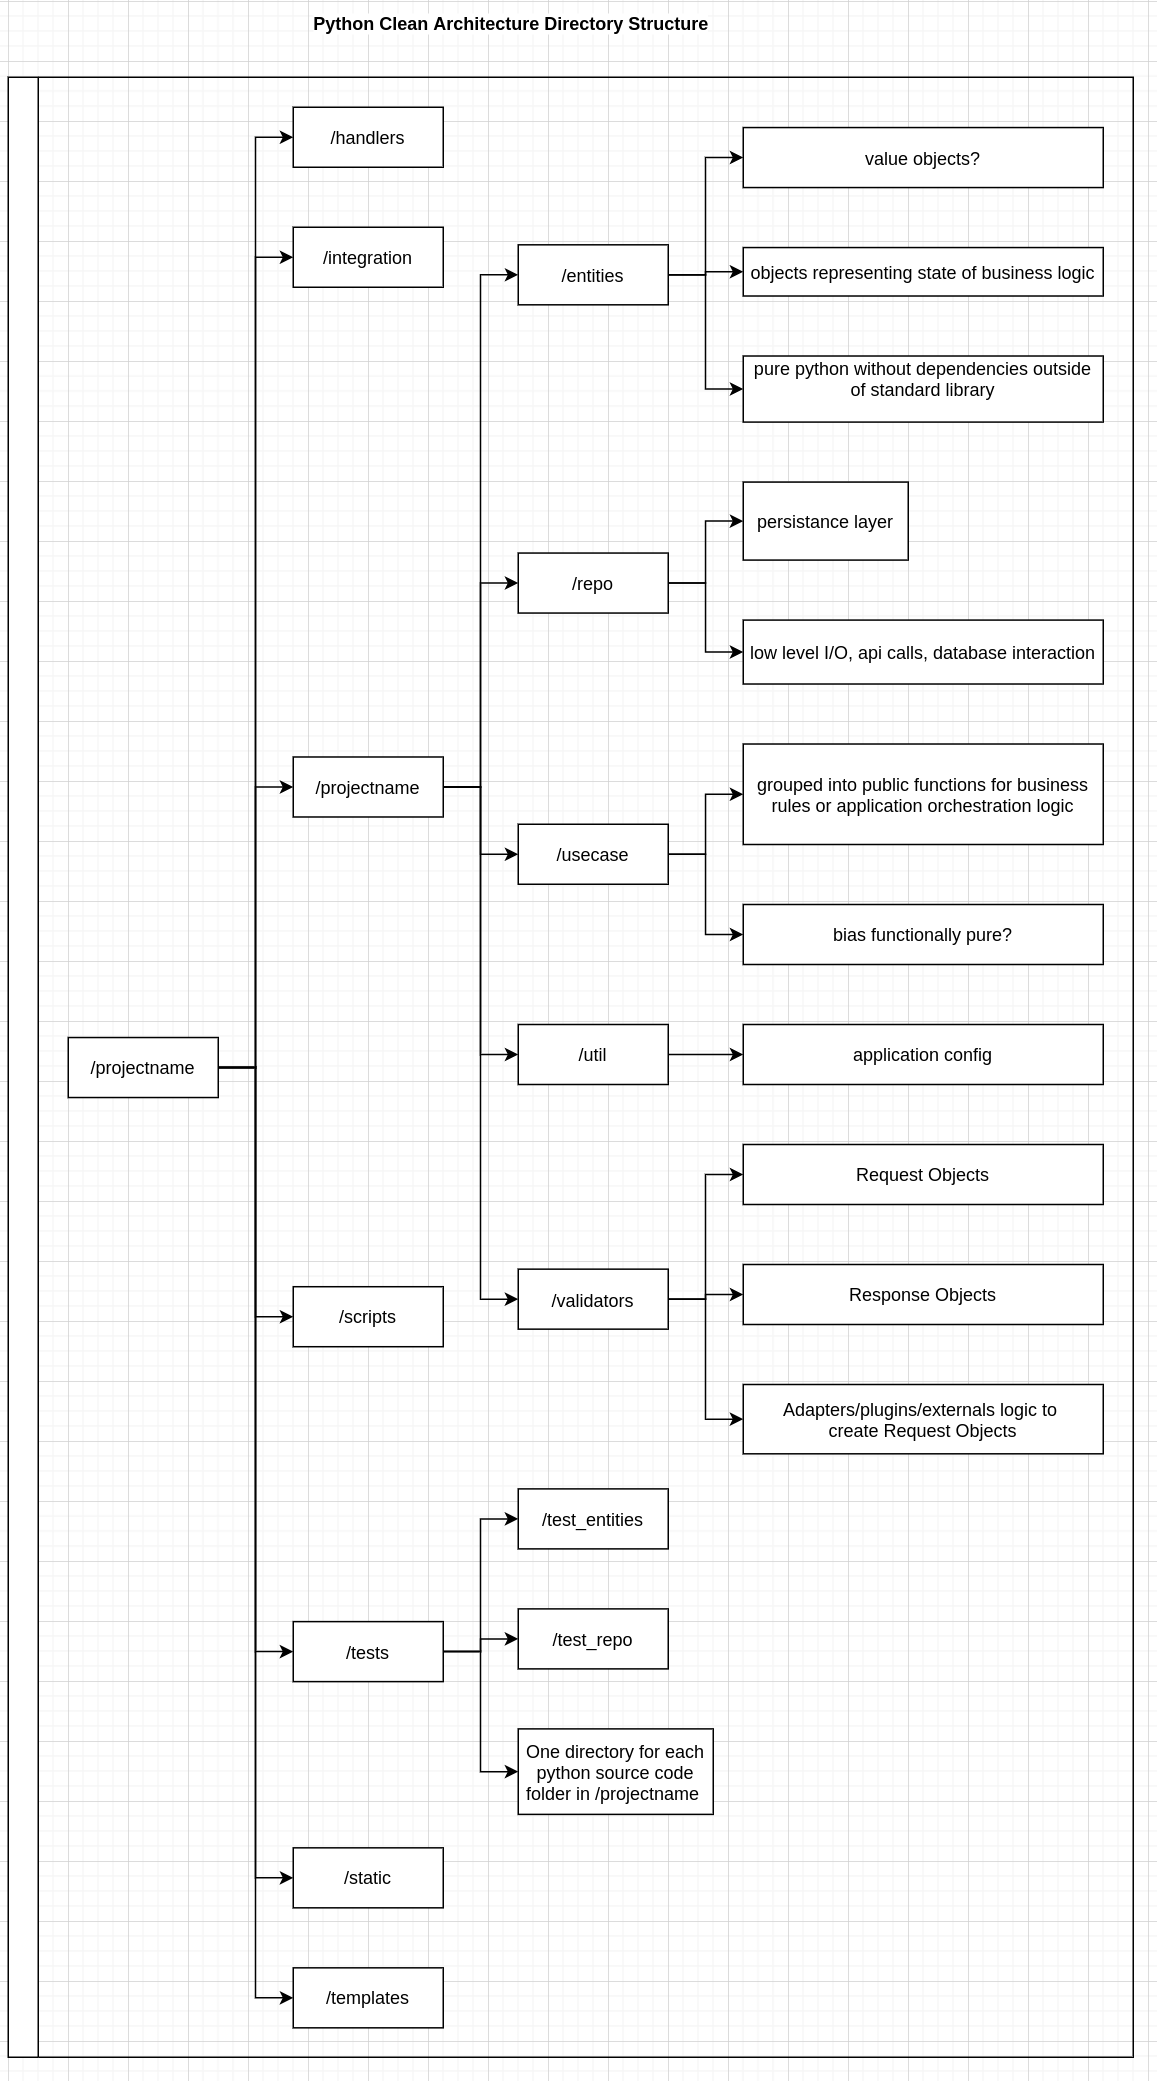 Python Clean Architecture Directory Structure
/handlers
value objects?
/integration
/entities
objects representing state of business logic
pure python without dependencies outside
of standard library
persistance layer
/repo
low level I/O, api calls, database interaction
/projectname
grouped into public functions for business
rules or application orchestration logic
/usecase
bias functionally pure?
/projectname
/util
application config
Request Objects
/validators
Response Objects
/scripts
Adapters/plugins/externals logic to
create Request Objects
/test_entities
/tests
/test_repo
One directory for each
python source code
folder in /projectname
/static
/templates